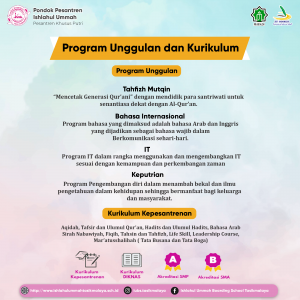 Pondok Pesantren
Ishlahul Ummah
Pesantren Khusus Putri
Program Unggulan dan Kurikulum
Program Unggulan
Tahfizh Mutqin
"Mencetak Generasi Qur'ani" dengan mendidik para santriwati untuk
senantiasa dekat dengan Al-Qur'an.
Bahasa Internasional
Program bahasa yang dimaksud adalah bahasa Arab dan Inggris
yang dijadikan sebagai bahasa wajib dalam
Berkomunikasi sehari-hari.
IT
Program IT dalam rangka menggunakan dan mengembangkan IT
sesuai dengan kemampuan dan perkembangan zaman
Keputrian
Program Pengembangan diri dalam menambah bekal dan ilmu
pengetahuan dalam kehidupan sehingga bermanfaat bagi keluarga
dan masyarakat.
Kurikulum Kepesantrenan
Aqidah, Tafsir dan Ulumul Qur'an, Hadits dan Ulumul Hadits, Bahasa Arab
Sirah Nabawiyah, Fiqih, Tahsin dan Tahfizh, Life Skill, Leadership Course,
Mar'atusshalihah ( Tata Busana dan Tata Boga)
Kurikulum
Kepesantrenan
Kurikulum
DIKNAS
A
Akreditasi SMP
B
Akreditasi SMA